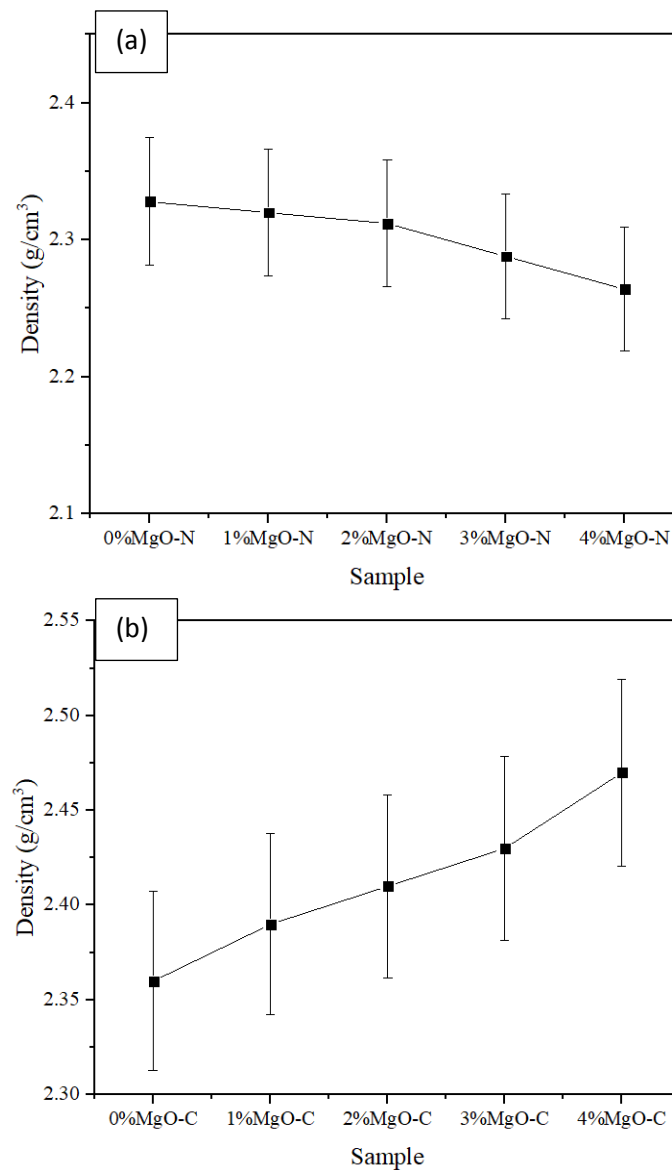 (a)
Density (g/cm³)
2.4
2.3
2.2
2.1
0%MgO-N 1%MgO-N 2%MgO-N 3%MgO-N 4%MgO-N
Sample
(b)
Density (g/cm³)
2.55
2.50
2.45
2.40
2.35
2.30
0%MgO-C 1%MgO-C 2%MgO-C 3%MgO-C 4%MgO-C
Sample